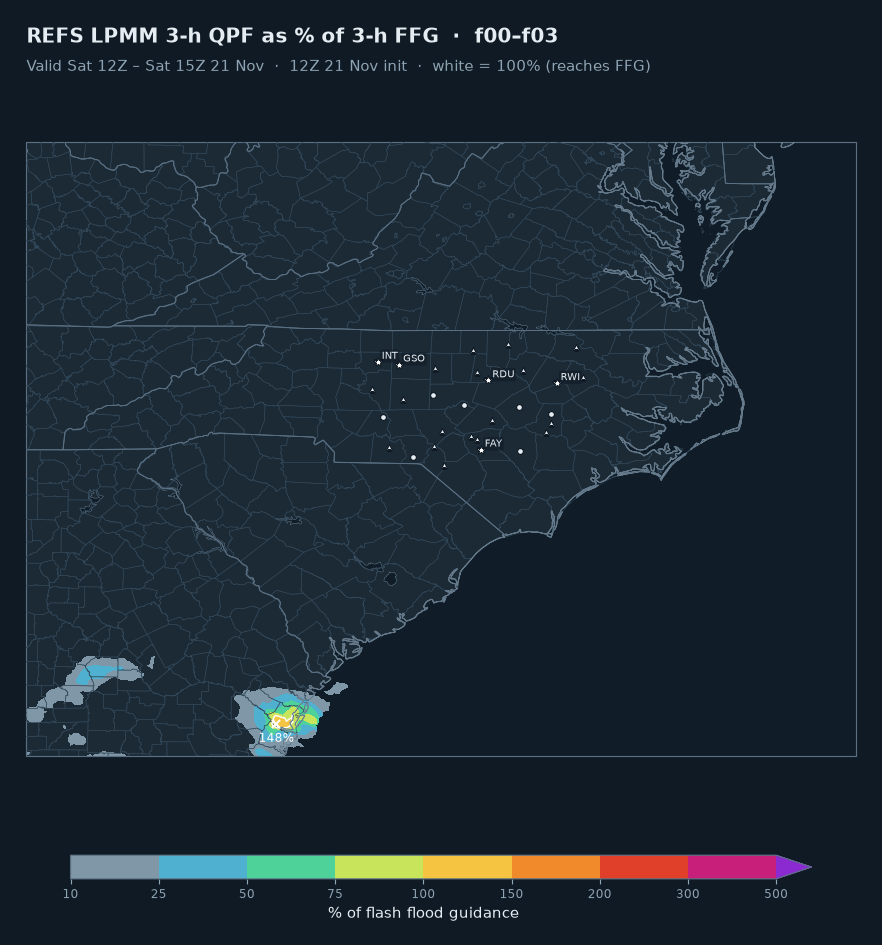 REFS LPMM 3-h QPF as % of 3-h FFG · f00–f03
Valid Sat 12Z – Sat 15Z 21 Nov · 12Z 21 Nov init · white = 100% (reaches FFG)
INT
GSO
RDU
RWI
FAY
148%
10 25 50 75 100 150 200 300 500
% of flash flood guidance